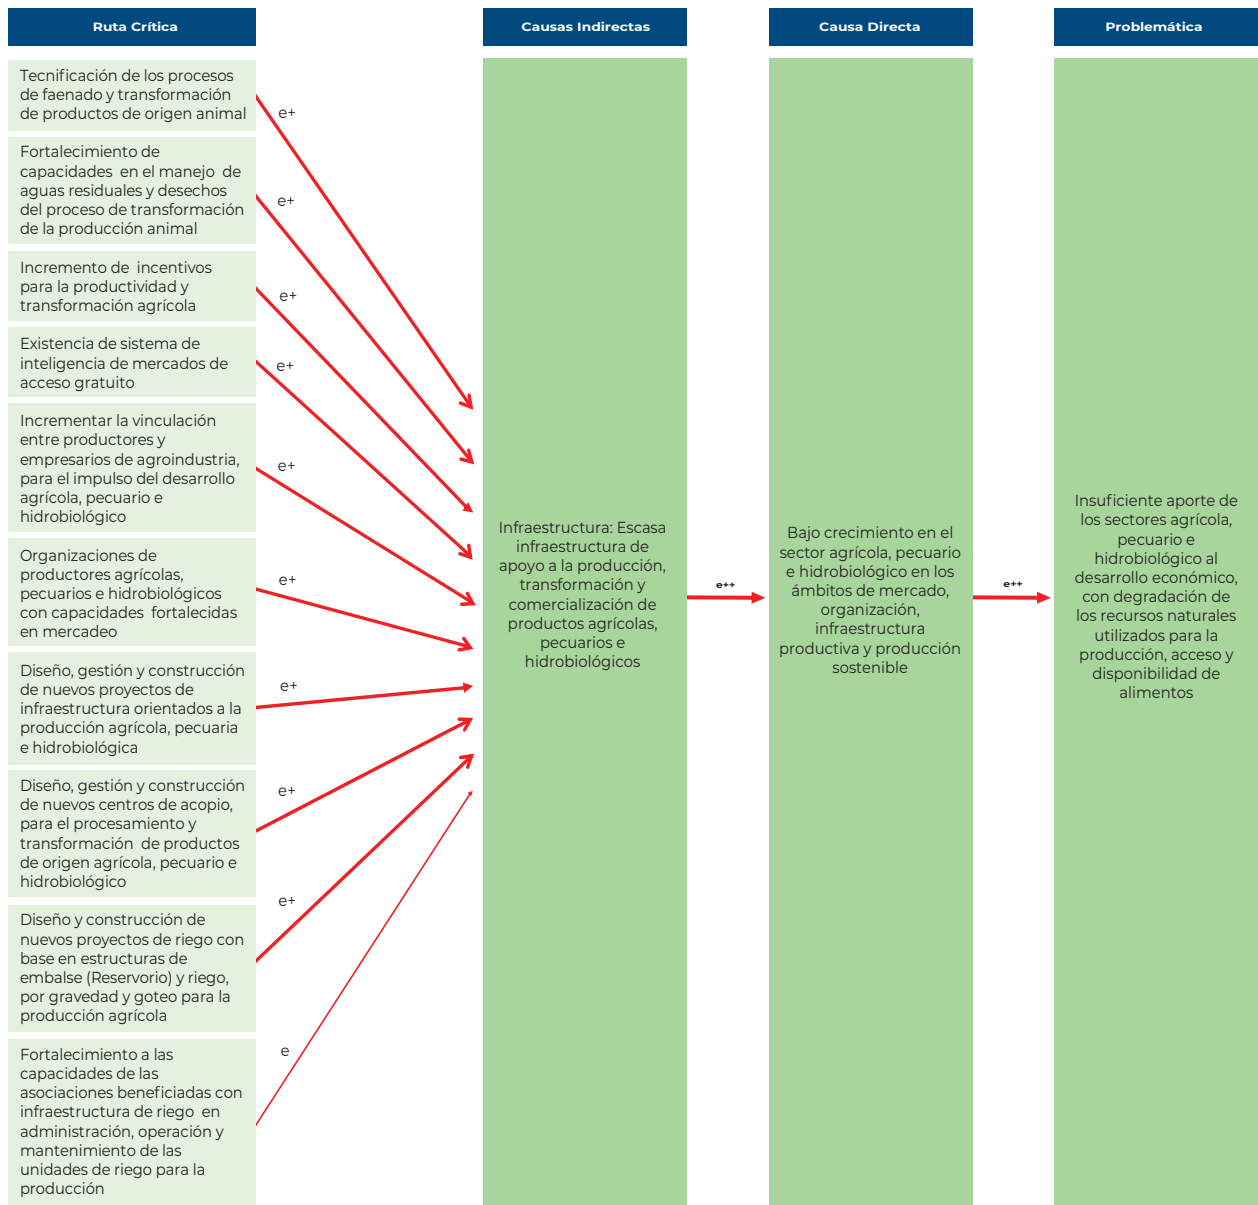 Ruta Crítica
Tecnificación de los procesos
de faenado y transformación
de productos de origen animal
Fortalecimiento de
capacidades en el manejo de
aguas residuales y desechos
del proceso de transformación
de la producción animal
Incremento de incentivos
para la productividad y
transformación agrícola
Existencia de sistema de
inteligencia de mercados de
acceso gratuito
Incrementar la vinculación
entre productores y
empresarios de agroindustria,
para el impulso del desarrollo
agrícola, pecuario e
hidrobiológico
Organizaciones de
productores agrícolas,
pecuarios e hidrobiológicos
con capacidades fortalecidas
en mercadeo
Diseño, gestión y construcción
de nuevos proyectos de
infraestructura orientados a la
producción agrícola, pecuaria
e hidrobiológica
Diseño, gestión y construcción
de nuevos centros de acopio,
para el procesamiento y
transformación de productos
de origen agrícola, pecuario e
hidrobiológico
Diseño y construcción de
nuevos proyectos de riego con
base en estructuras de
embalse (Reservorio) y riego,
por gravedad y goteo para la
producción agrícola
Fortalecimiento a las
capacidades de las
asociaciones beneficiadas con
infraestructura de riego en
administración, operación y
mantenimiento de las
unidades de riego para la
producción
e+
e+
e+
e+
e+
e+
e+
e+
e+
e
Causas Indirectas
Infraestructura: Escasa
infraestructura de
apoyo a la producción,
transformación y
comercialización de
productos agrícolas,
pecuarios e
hidrobiológicos
e++
Causa Directa
Bajo crecimiento en el
sector agrícola, pecuario
e hidrobiológico en los
ámbitos de mercado,
organización,
infraestructura
productiva y producción
sostenible
e++
Problemática
Insuficiente aporte de
los sectores agrícola,
pecuario e
hidrobiológico al
desarrollo económico,
con degradación de
los recursos naturales
utilizados para la
producción, acceso y
disponibilidad de
alimentos